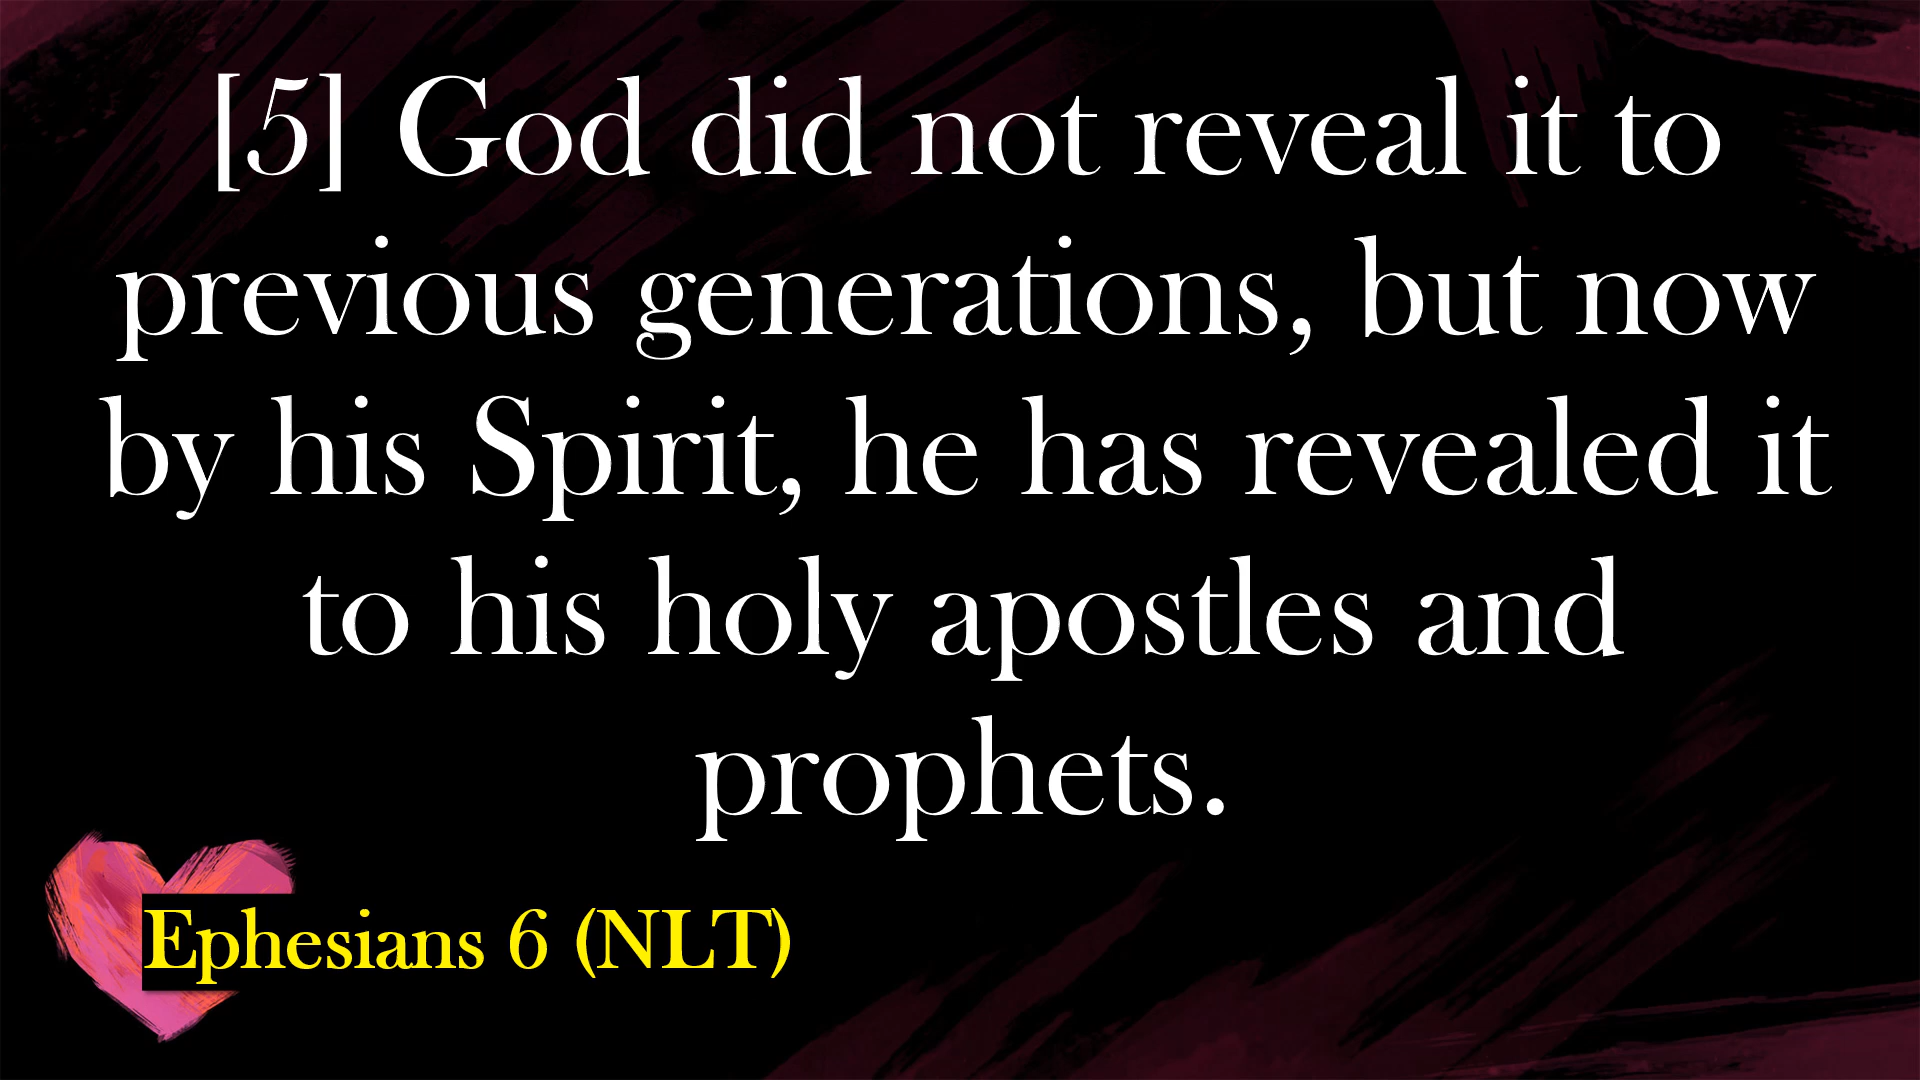 [5] God did not reveal it to
previous generations, but now
by his Spirit, he has revealed it
to his holy apostles and
prophets.
Ephesians 6 (NLT)